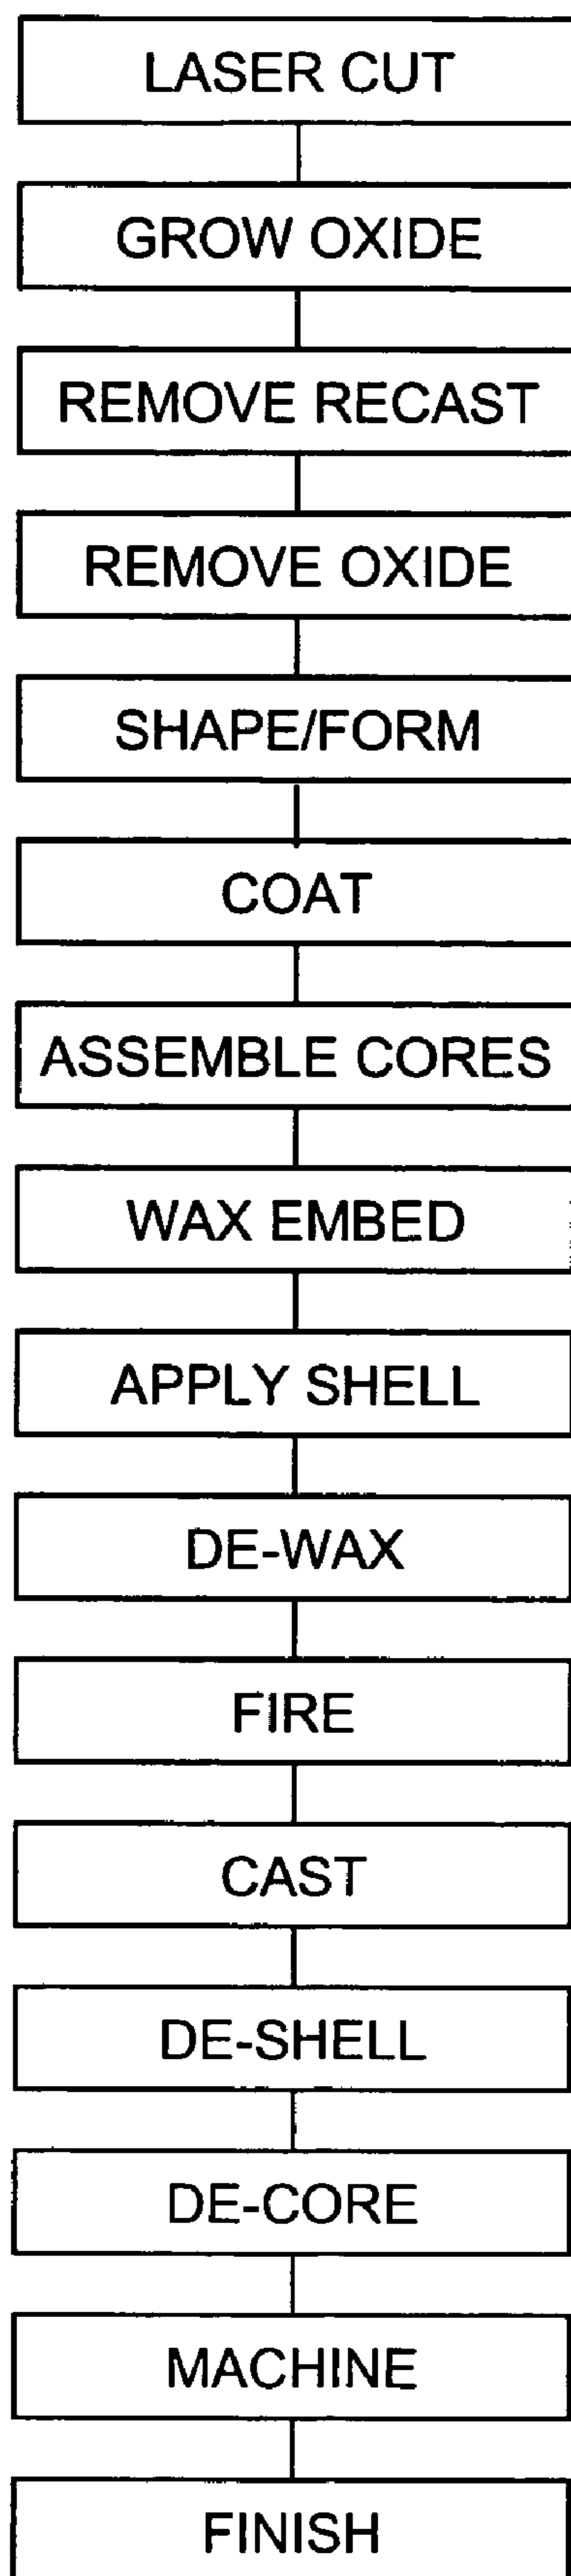 LASER CUT
GROW OXIDE
REMOVE RECAST
REMOVE OXIDE
SHAPE/FORM
COAT
ASSEMBLE CORES
WAX EMBED
APPLY SHELL
DE-WAX
FIRE
CAST
DE-SHELL
DE-CORE
MACHINE
FINISH